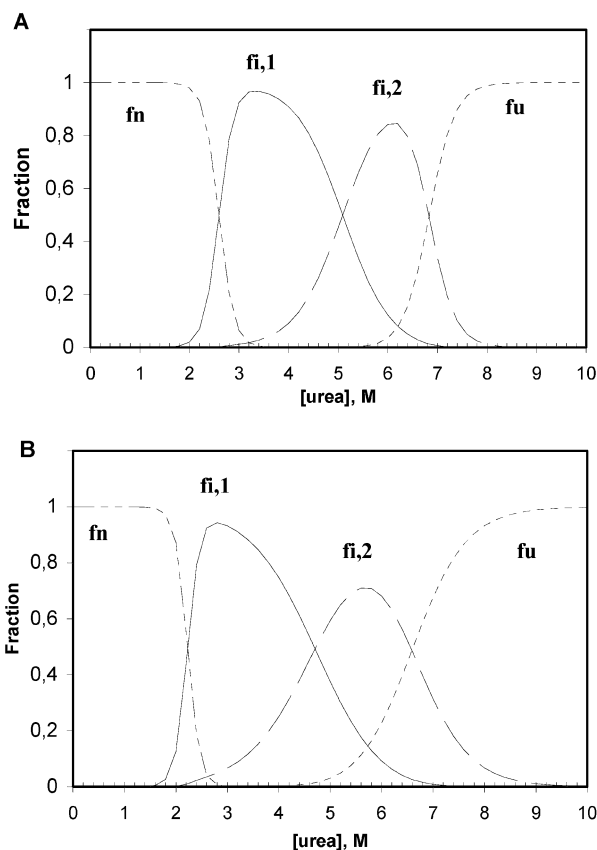 A
fi,1
fi,2
fn
fu
Fraction
1
0,8
0,6
0,4
0,2
0
0 1 2 3 4 5 6 7 8 9 10
[urea], M
B
fi,1
fn
fi,2
fu
Fraction
1
0,8
0,6
0,4
0,2
0
0 1 2 3 4 5 6 7 8 9 10
[urea], M